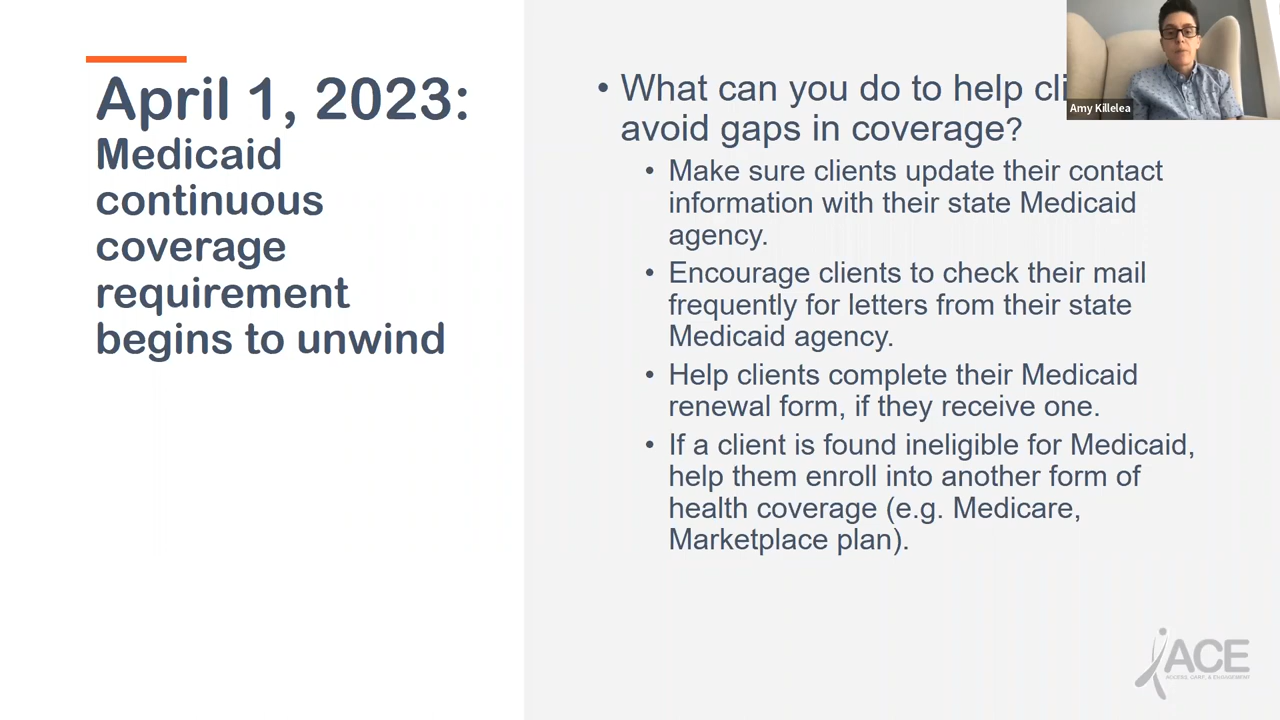 April 1, 2023:
Medicaid
continuous
coverage
requirement
begins to unwind
• What can you do to help cli
avoid gaps in coverage?
• Make sure clients update their contact
information with their state Medicaid
agency.
• Encourage clients to check their mail
frequently for letters from their state
Medicaid agency.
• Help clients complete their Medicaid
renewal form, if they receive one.
• If a client is found ineligible for Medicaid,
help them enroll into another form of
health coverage (e.g. Medicare,
Marketplace plan).
Amy Killelea
ACE
ACCESS, CARE, & ENGAGEMENT